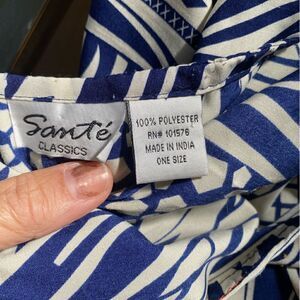 Santé
CLASSICS
100% POLYESTER
RN# 101576
MADE IN INDIA
ONE SIZE